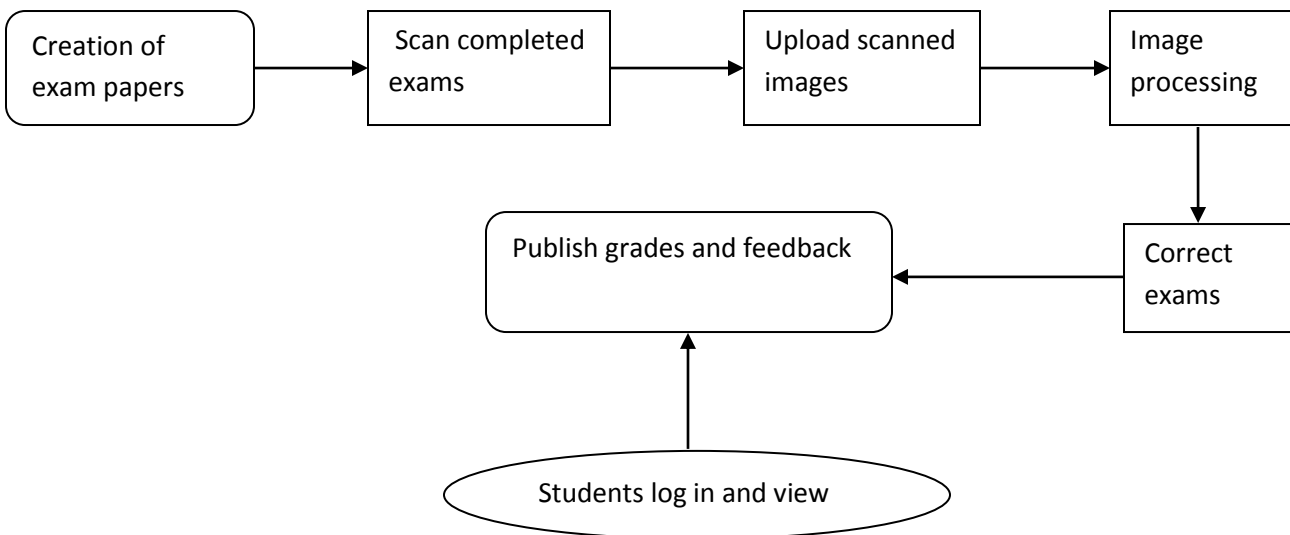 Creation of
exam papers
Scan completed
exams
Upload scanned
images
Image
processing
Publish grades and feedback
Correct
exams
Students log in and view